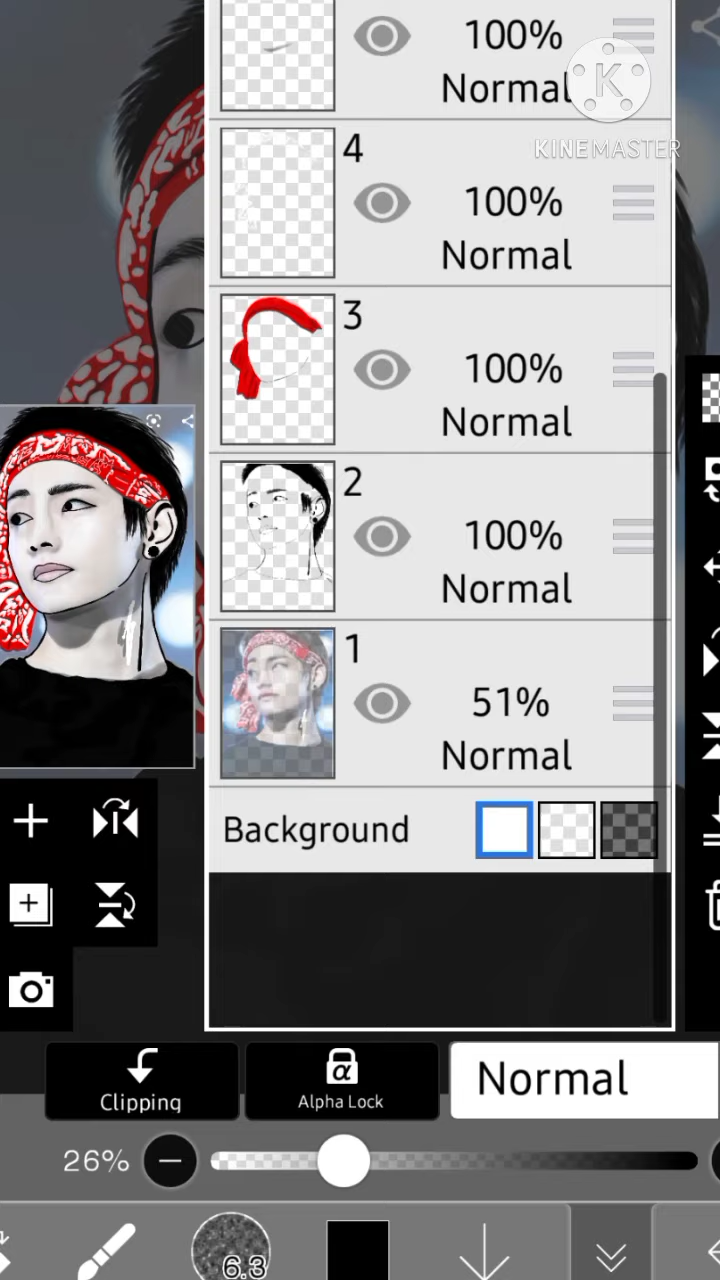 100%
Normal
K
KINEMASTER
4
100%
Normal
3
100%
Normal
2
100%
Normal
1
51%
Normal
Background
Clipping
α
Alpha Lock
Normal
26%
6.3